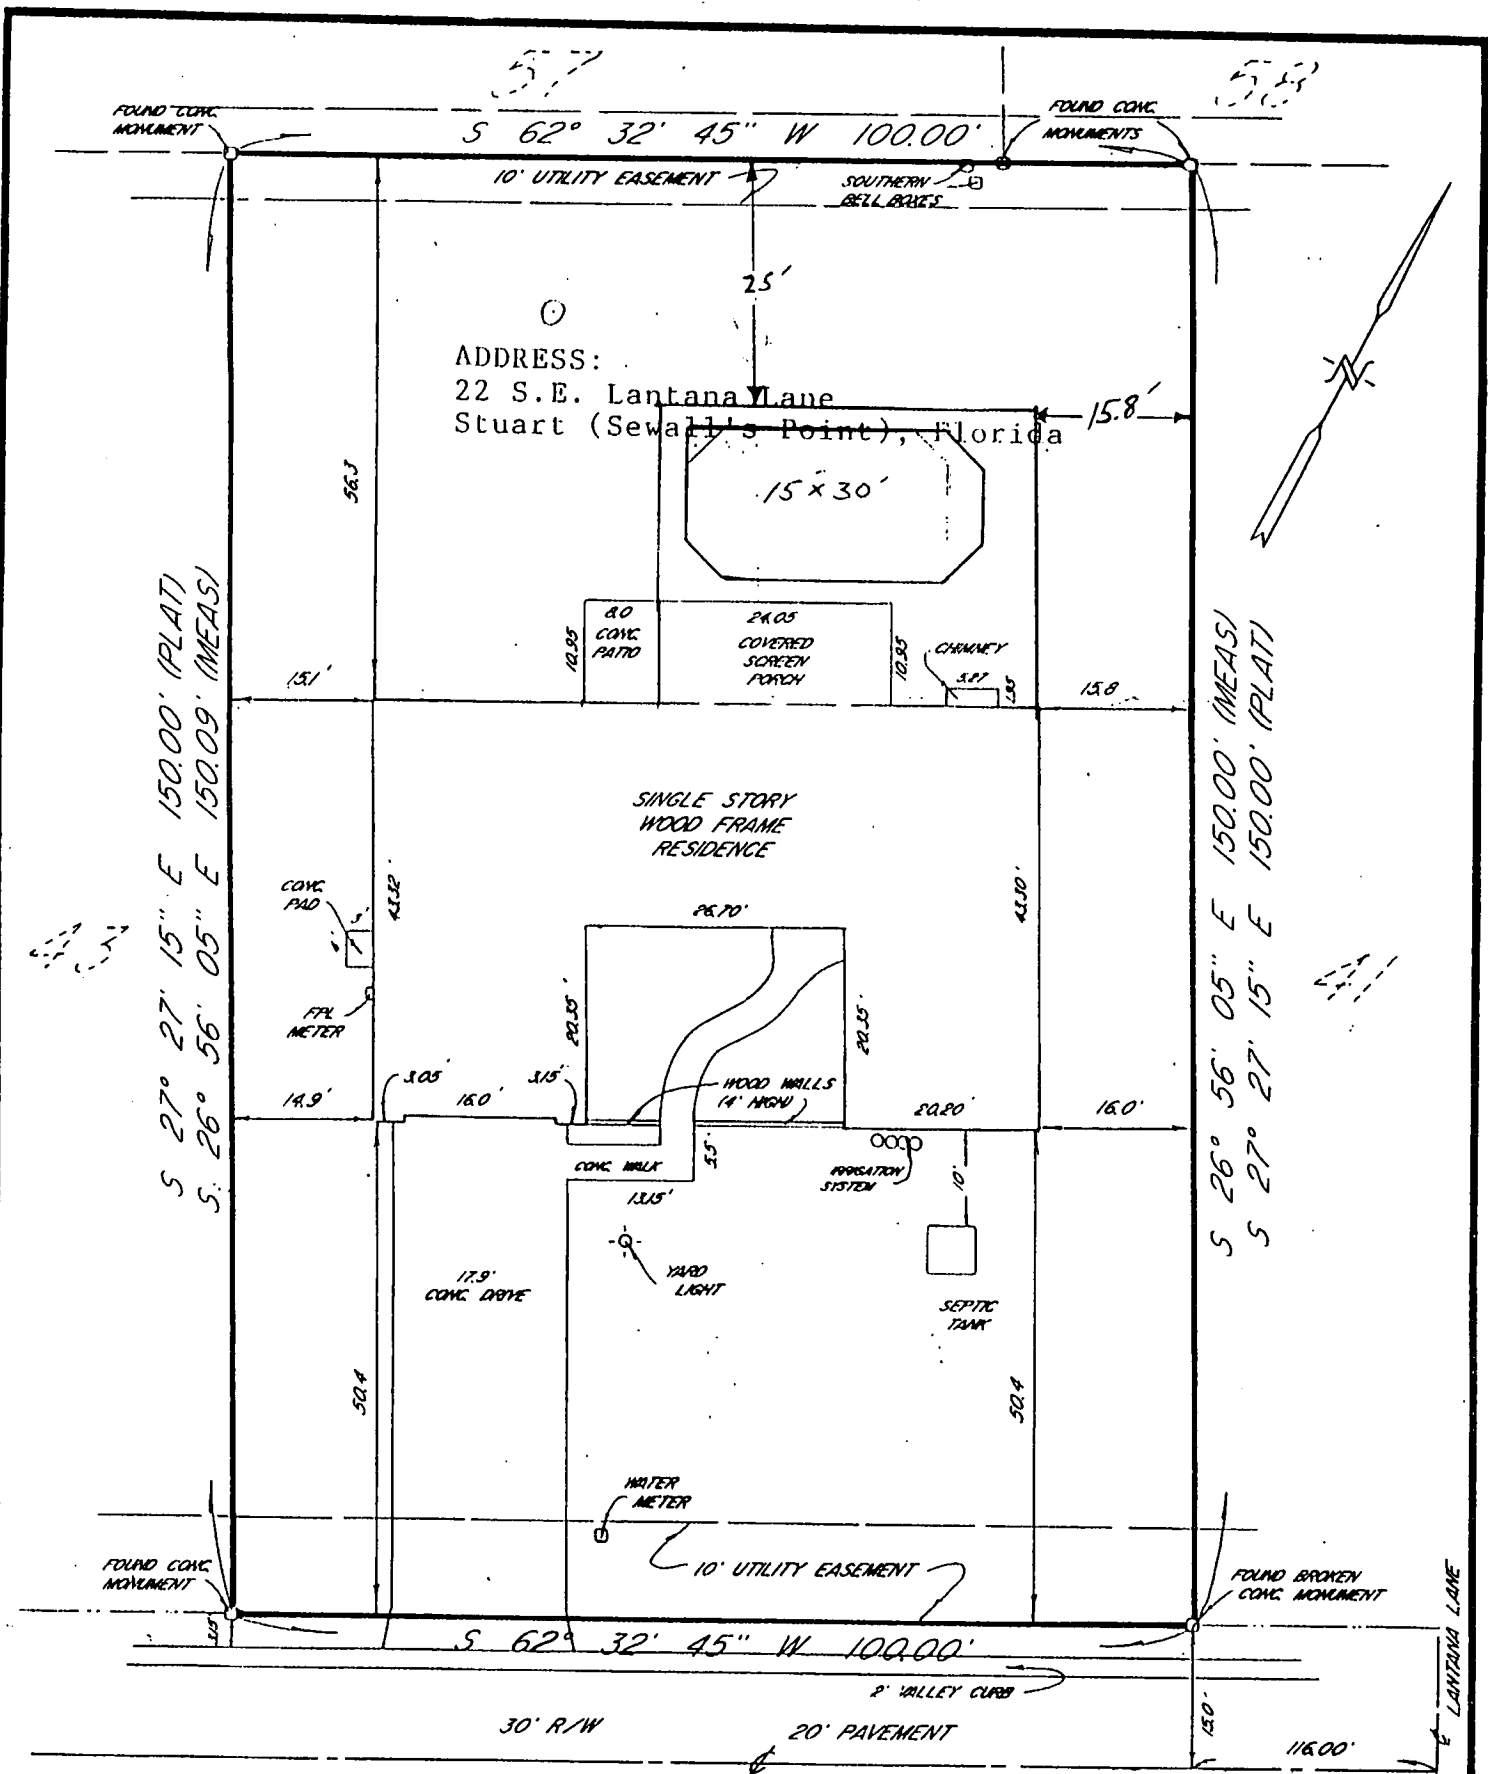 57
58
FOUND CONC.
MONUMENT
S 62° 32' 45" W 100.00'
FOUND CONC.
MONUMENTS
10' UTILITY EASEMENT
SOUTHERN
BELL BOXES
25'
ADDRESS:
22 S.E. Lantana Lane
Stuart (Sewall's Point), Florida
15.8'
N
56.3
15 x 30'
8.0
CONC.
PATIO
10.95
24.05
COVERED
SCREEN
PORCH
10.95
CHIMNEY
5.87
1.95
15.1'
15.8
S 27° 27' 15" E 150.00' (PLAT)
S. 26° 56' 05" E 150.09' (MEAS)
S 26° 56' 05" E 150.00' (MEAS)
S 27° 27' 15" E 150.00' (PLAT)
SINGLE STORY
WOOD FRAME
RESIDENCE
CONC.
PAD
3'
4'
43.32'
26.70'
43.30'
43
41
FPL
METER
20.35'
20.35'
14.9'
3.05'
16.0'
3.15'
WOOD WALLS
(4' HIGH)
20.20'
16.0'
CONC. WALK
5.5'
13.15'
IRRIGATION
SYSTEM
10'
YARD
LIGHT
17.9'
CONC. DRIVE
SEPTIC
TANK
50.4
50.4
WATER
METER
10' UTILITY EASEMENT
FOUND CONC.
MONUMENT
FOUND BROKEN
CONC. MONUMENT
S 62° 32' 45" W 100.00'
2' VALLEY CURB
30' R/W
20' PAVEMENT
15.0'
116.00'
LANTANA LANE